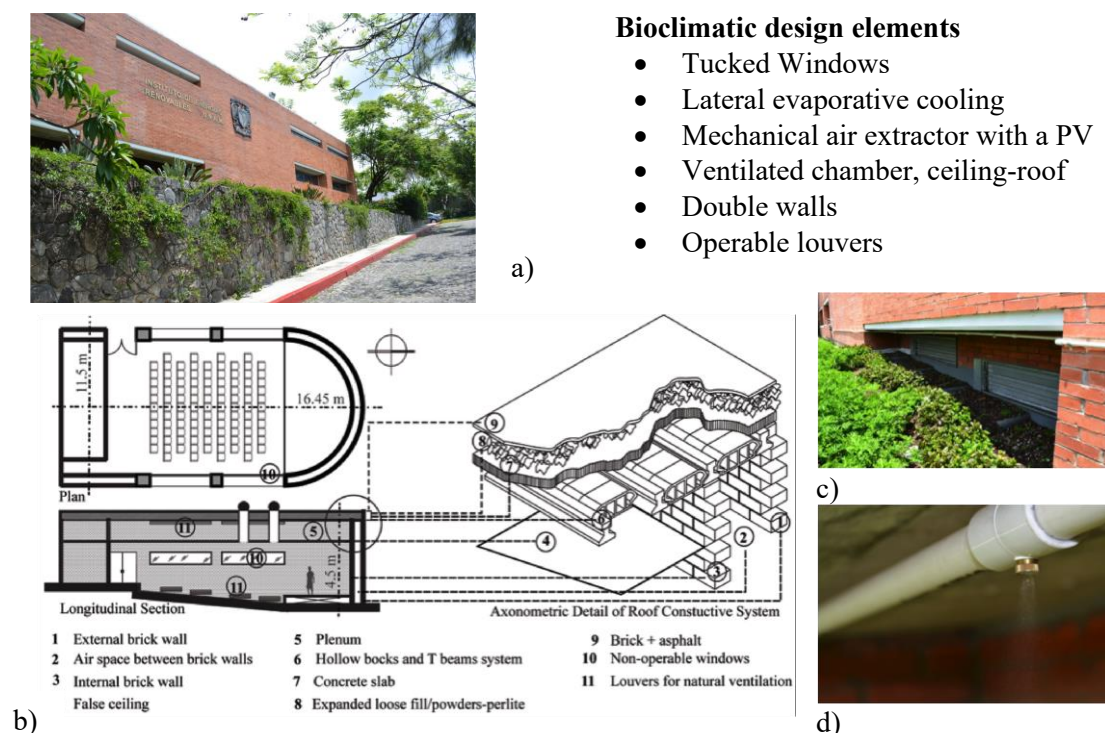 Bioclimatic design elements
• Tucked Windows
• Lateral evaporative cooling
• Mechanical air extractor with a PV
• Ventilated chamber, ceiling-roof
• Double walls
• Operable louvers
INSTITUTO DE
a)
11.5 m
16.45 m
10
Plan
11
5
10
11
4.5 m
Longitudinal Section
9
8
7
6
4
3
2
1
Axonometric Detail of Roof Constuctive System
1 External brick wall
2 Air space between brick walls
3 Internal brick wall
False ceiling
5 Plenum
6 Hollow bocks and T beams system
7 Concrete slab
8 Expanded loose fill/powders-perlite
9 Brick + asphalt
10 Non-operable windows
11 Louvers for natural ventilation
b)
c)
d)